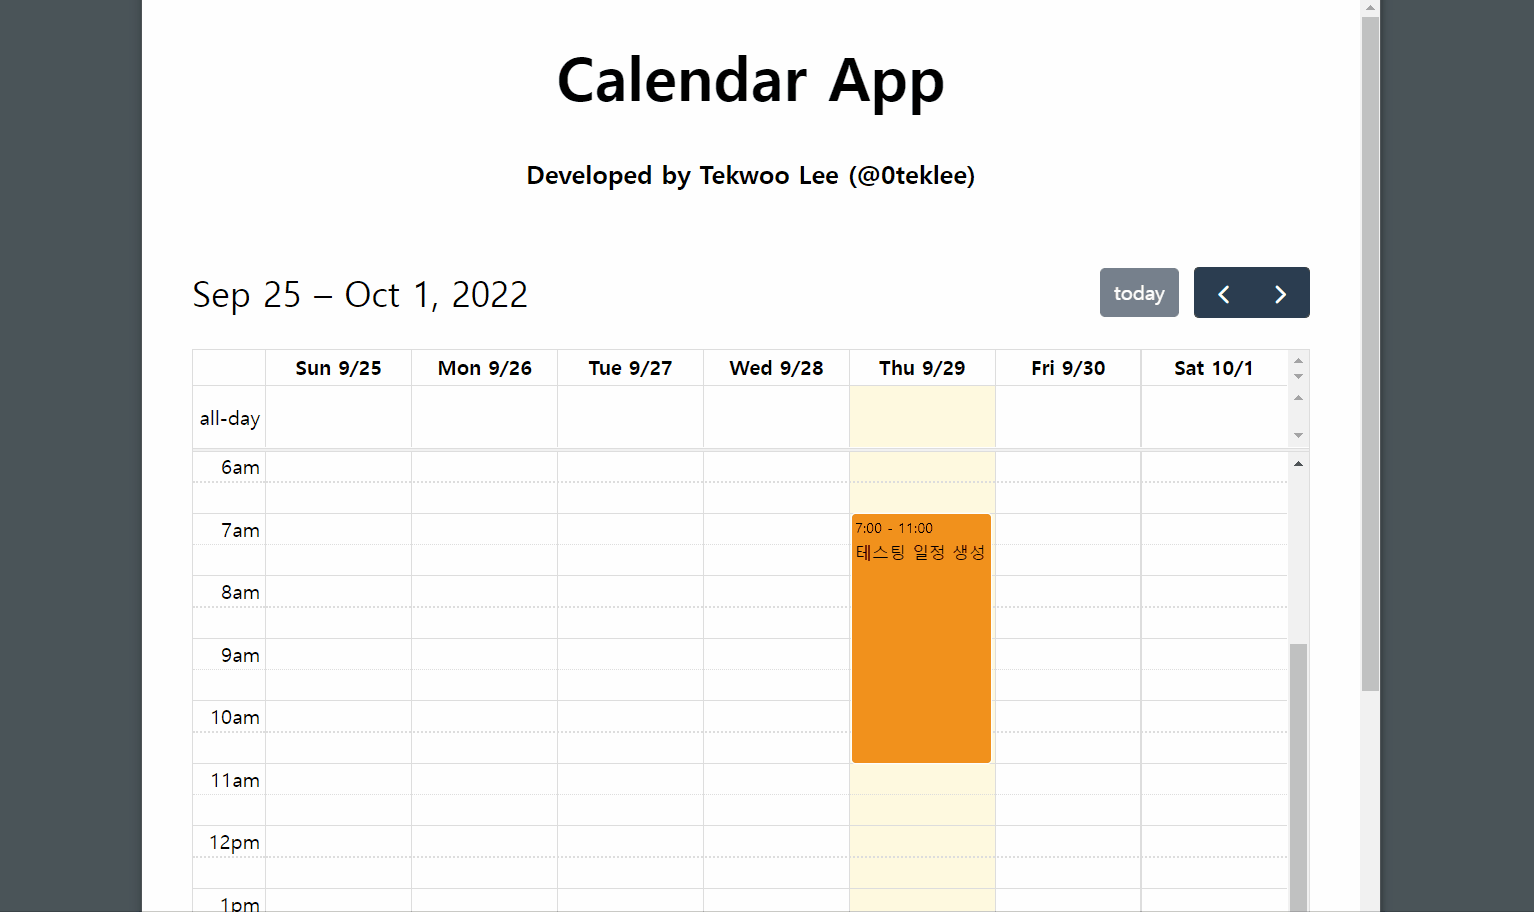 Calendar App
Developed by Tekwoo Lee (@0teklee)
Sep 25 – Oct 1, 2022
today
Sun 9/25 Mon 9/26 Tue 9/27 Wed 9/28 Thu 9/29 Fri 9/30 Sat 10/1
all-day
6am
7am
7:00 - 11:00
테스팅 일정 생성
8am
9am
10am
11am
12pm
1pm